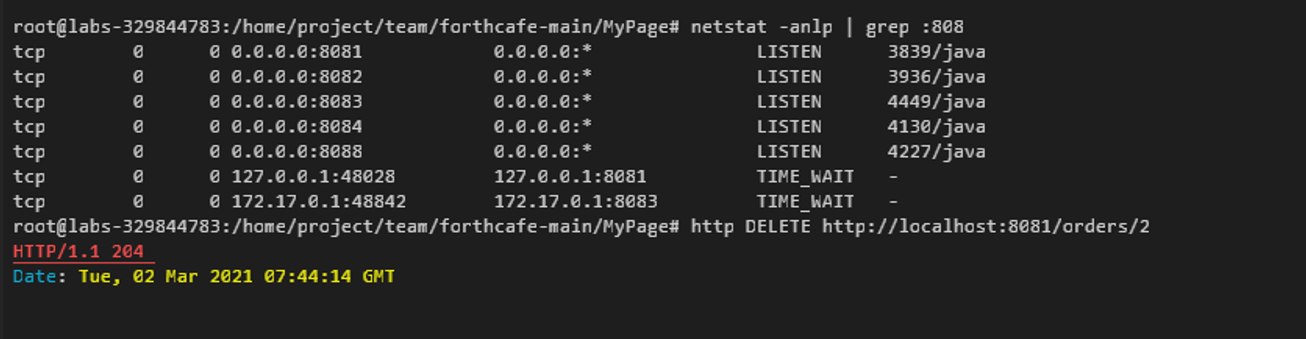 root@labs-329844783:/home/project/team/forthcafe-main/MyPage# netstat -anlp | grep :808
tcp        0      0 0.0.0.0:8081            0.0.0.0:*               LISTEN      3839/java
tcp        0      0 0.0.0.0:8082            0.0.0.0:*               LISTEN      3936/java
tcp        0      0 0.0.0.0:8083            0.0.0.0:*               LISTEN      4449/java
tcp        0      0 0.0.0.0:8084            0.0.0.0:*               LISTEN      4130/java
tcp        0      0 0.0.0.0:8088            0.0.0.0:*               LISTEN      4227/java
tcp        0      0 127.0.0.1:48028         127.0.0.1:8081          TIME_WAIT   -
tcp        0      0 172.17.0.1:48842        172.17.0.1:8083         TIME_WAIT   -
root@labs-329844783:/home/project/team/forthcafe-main/MyPage# http DELETE http://localhost:8081/orders/2
HTTP/1.1 204
Date: Tue, 02 Mar 2021 07:44:14 GMT